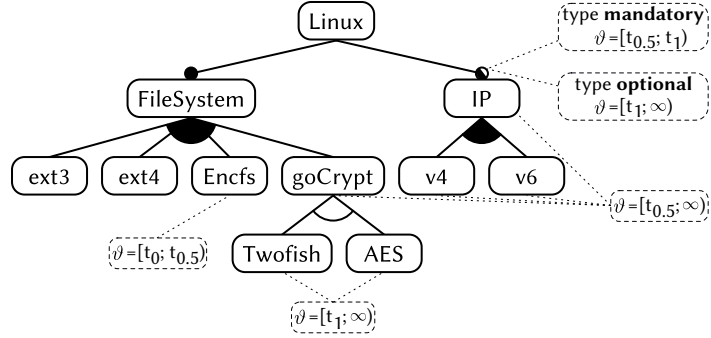 Linux
type mandatory
ϑ=[t0.5; t1)
FileSystem
IP
type optional
ϑ=[t1; ∞)
ext3
ext4
Encfs
goCrypt
v4
v6
ϑ=[t0.5; ∞)
ϑ=[t0; t0.5)
Twofish
AES
ϑ=[t1; ∞)